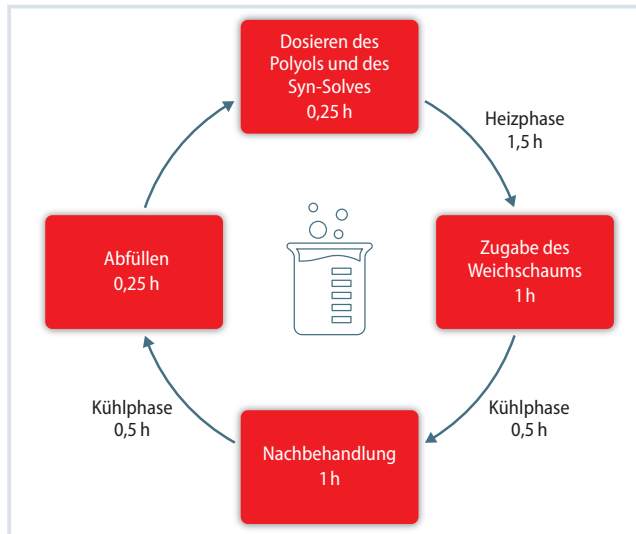 Dosieren des
Polyols und des
Syn-Solves
0,25 h
Heizphase
1,5 h
Zugabe des
Weichschaums
1 h
Kühlphase
0,5 h
Nachbehandlung
1 h
Kühlphase
0,5 h
Abfüllen
0,25 h